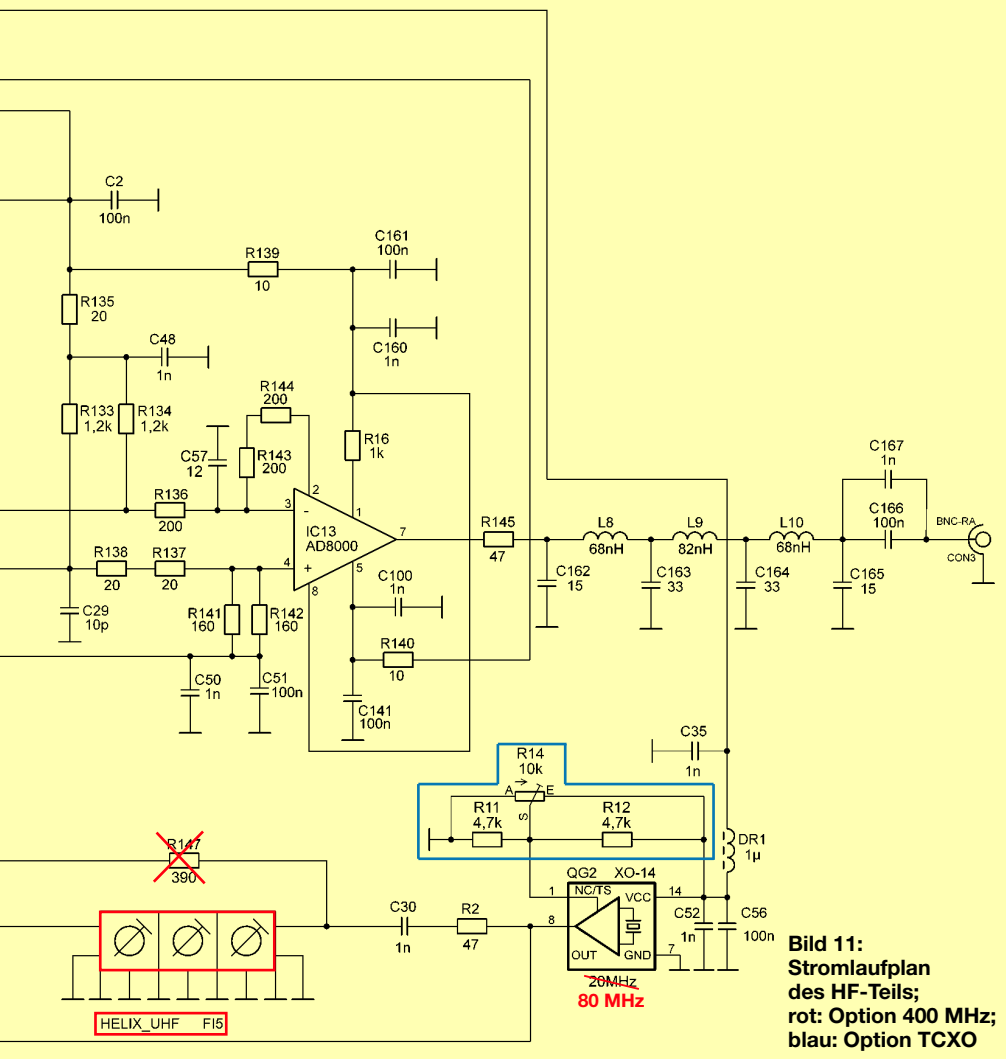 C2
100n
C161
100n
R139
10
R135
20
C160
1n
C48
1n
R144
200
R133
1,2k
R134
1,2k
R16
1k
C57
12
R143
200
C167
1n
R136
200
2
3
-
1
IC13
AD8000
7
R145
47
L8
68nH
L9
82nH
L10
68nH
C166
100n
BNC-RA
CON3
R138
20
R137
20
4
+
5
8
C100
1n
C162
15
C163
33
C164
33
C165
15
C29
10p
R141
160
R142
160
R140
10
C50
1n
C51
100n
C141
100n
C35
1n
R14
10k
A
E
S
R11
4,7k
R12
4,7k
DR1
1µ
R147
390
QG2 XO-14
1
NC/TS
VCC
14
8
OUT
GND
7
C52
1n
C56
100n
C30
1n
R2
47
20MHz
80 MHz
HELIX_UHF FI5
Bild 11:
Stromlaufplan
des HF-Teils;
rot: Option 400 MHz;
blau: Option TCXO